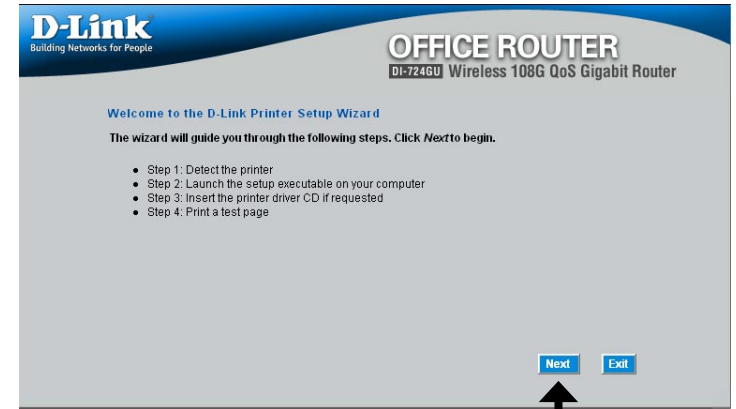 D-Link
Building Networks for People
OFFICE ROUTER
DI-724GU Wireless 108G QoS Gigabit Router
Welcome to the D-Link Printer Setup Wizard
The wizard will guide you through the following steps. Click Next to begin.
• Step 1: Detect the printer
• Step 2: Launch the setup executable on your computer
• Step 3: Insert the printer driver CD if requested
• Step 4: Print a test page
Next Exit